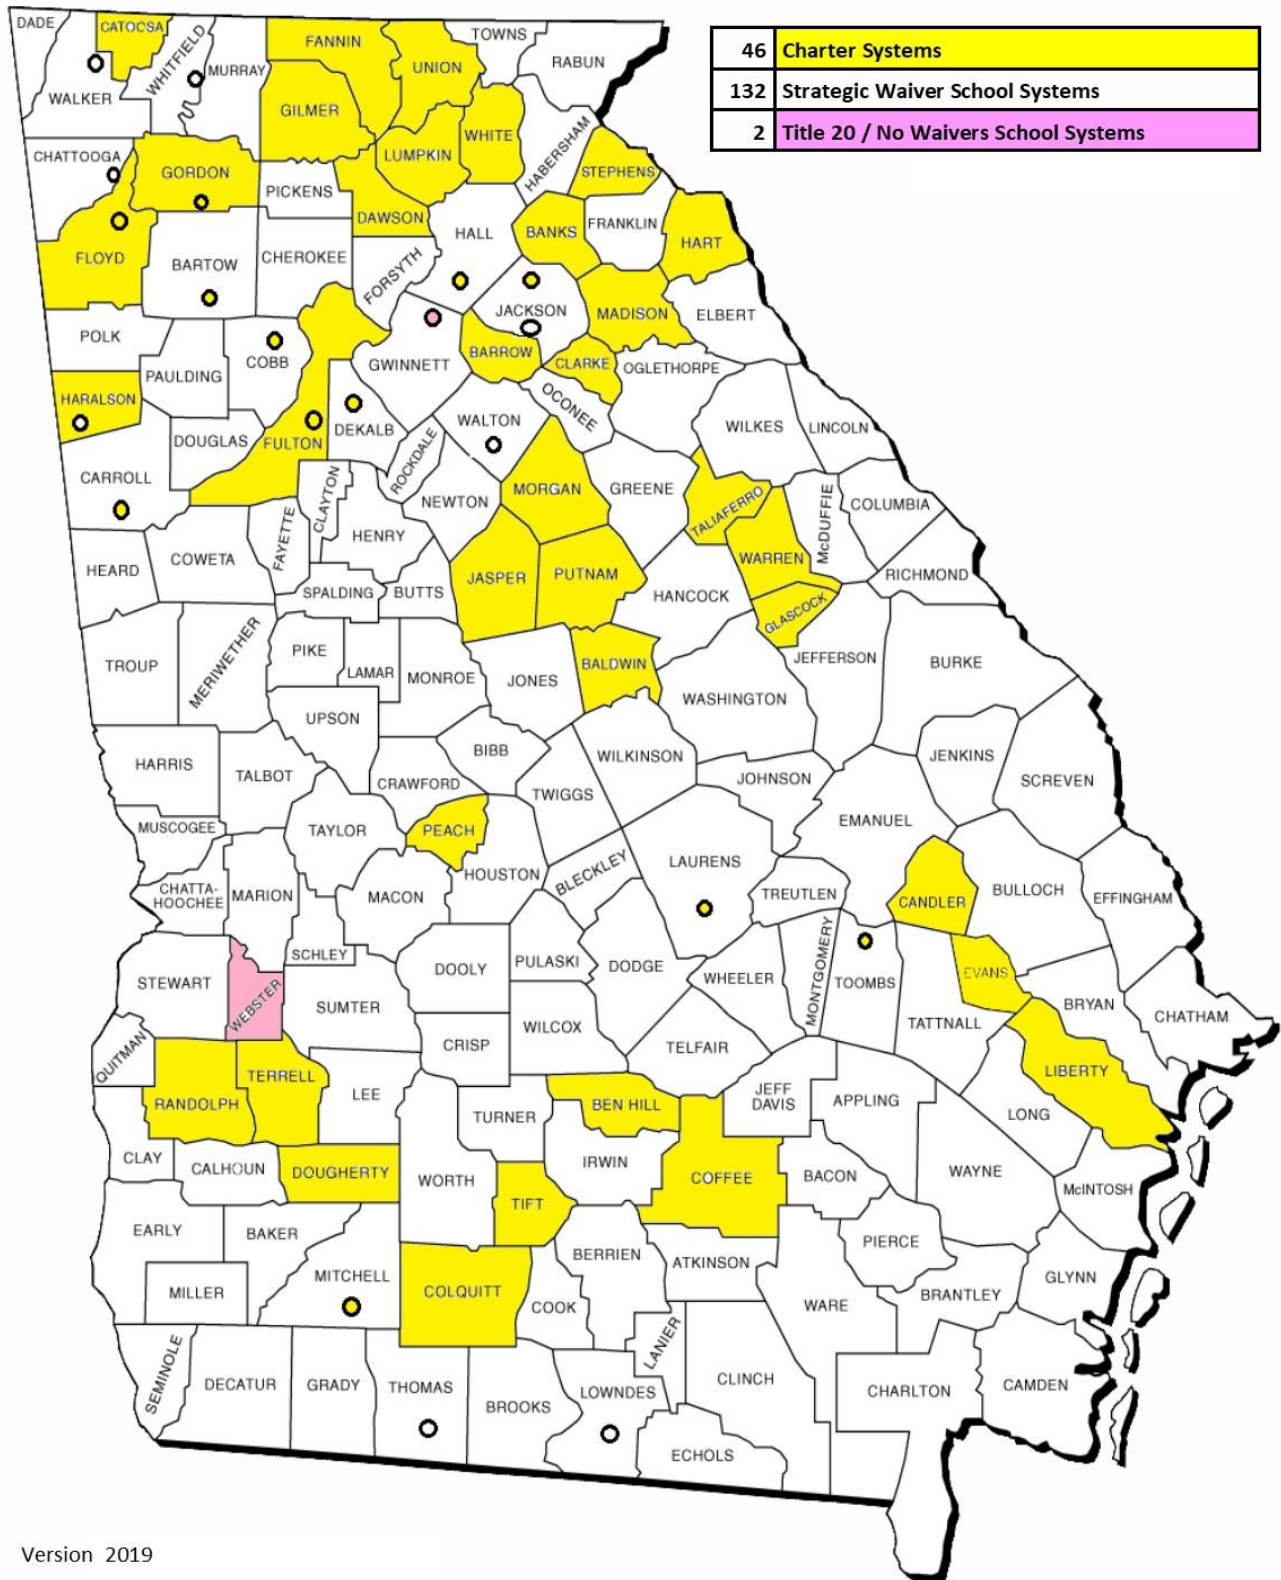 46 Charter Systems
132 Strategic Waiver School Systems
2 Title 20 / No Waivers School Systems
DADE
CATOOSA
WHITFIELD
MURRAY
FANNIN
UNION
TOWNS
RABUN
WALKER
GILMER
WHITE
LUMPKIN
HABERSHAM
STEPHENS
CHATTOOGA
GORDON
PICKENS
DAWSON
HALL
BANKS
FRANKLIN
HART
FLOYD
BARTOW
CHEROKEE
FORSYTH
JACKSON
MADISON
ELBERT
POLK
PAULDING
COBB
GWINNETT
BARROW
CLARKE
OGLETHORPE
HARALSON
DOUGLAS
FULTON
DEKALB
ROCKDALE
WALTON
OCONEE
WILKES
LINCOLN
CARROLL
CLAYTON
NEWTON
MORGAN
GREENE
TALIAFERRO
McDUFFIE
COLUMBIA
HEARD
COWETA
FAYETTE
HENRY
SPALDING
BUTTS
JASPER
PUTNAM
HANCOCK
WARREN
GLASCOCK
RICHMOND
TROUP
MERIWETHER
PIKE
LAMAR
MONROE
JONES
BALDWIN
WASHINGTON
JEFFERSON
BURKE
UPSON
HARRIS
TALBOT
CRAWFORD
BIBB
TWIGGS
WILKINSON
JOHNSON
JENKINS
SCREVEN
MUSCOGEE
TAYLOR
PEACH
EMANUEL
CHATTA-
HOOCHEE
MARION
MACON
HOUSTON
BLECKLEY
LAURENS
TREUTLEN
CANDLER
BULLOCH
EFFINGHAM
STEWART
WEBSTER
SCHLEY
SUMTER
DOOLY
PULASKI
DODGE
WHEELER
MONTGOMERY
TOOMBS
TATTNALL
EVANS
BRYAN
CHATHAM
QUITMAN
RANDOLPH
TERRELL
LEE
CRISP
WILCOX
TELFAIR
JEFF
DAVIS
APPLING
LONG
LIBERTY
TURNER
BEN HILL
CLAY
CALHOUN
DOUGHERTY
WORTH
TIFT
IRWIN
COFFEE
BACON
WAYNE
McINTOSH
EARLY
BAKER
MITCHELL
MILLER
COLQUITT
COOK
BERRIEN
ATKINSON
PIERCE
WARE
BRANTLEY
GLYNN
SEMINOLE
DECATUR
GRADY
THOMAS
BROOKS
LOWNDES
LANIER
CLINCH
ECHOLS
CHARLTON
CAMDEN
Version 2019